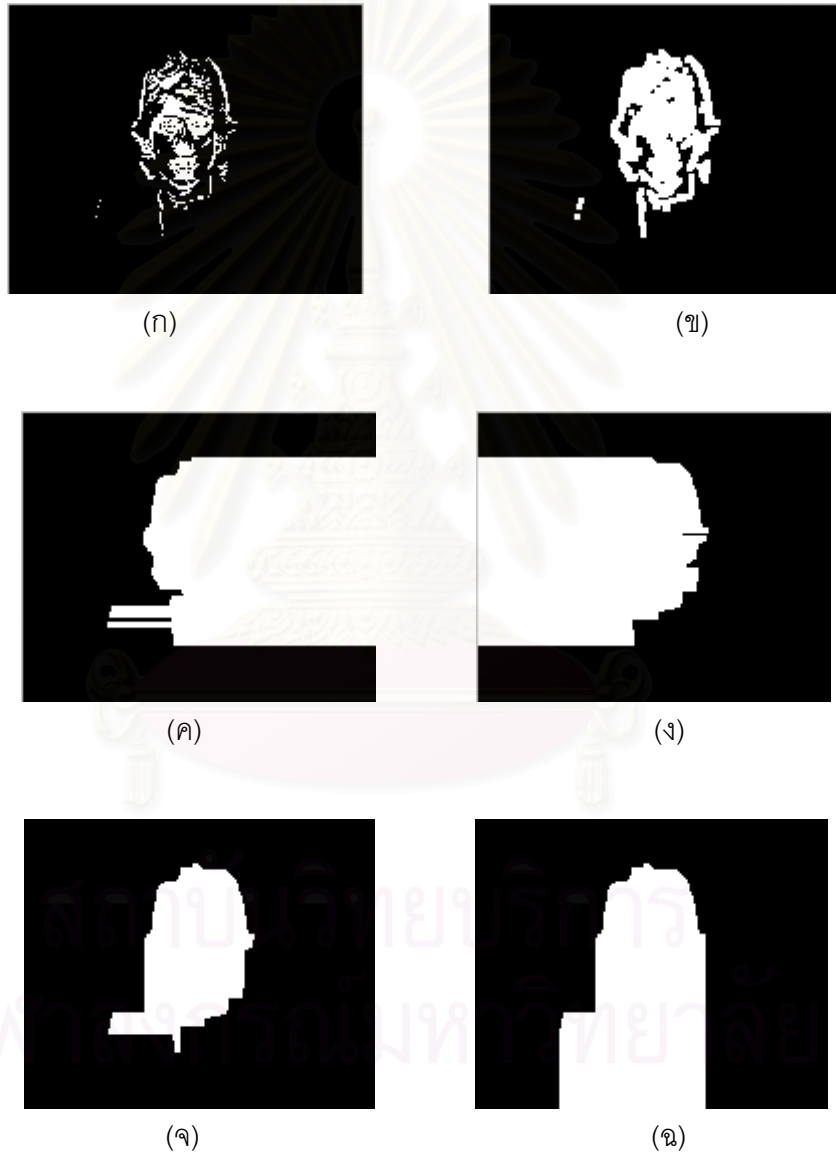 (ก) (ข)
(ค) (ง)
สถาบันวิทยบริการ
จุฬาลงกรณ์มหาวิทยาลัย
(จ) (ฉ)